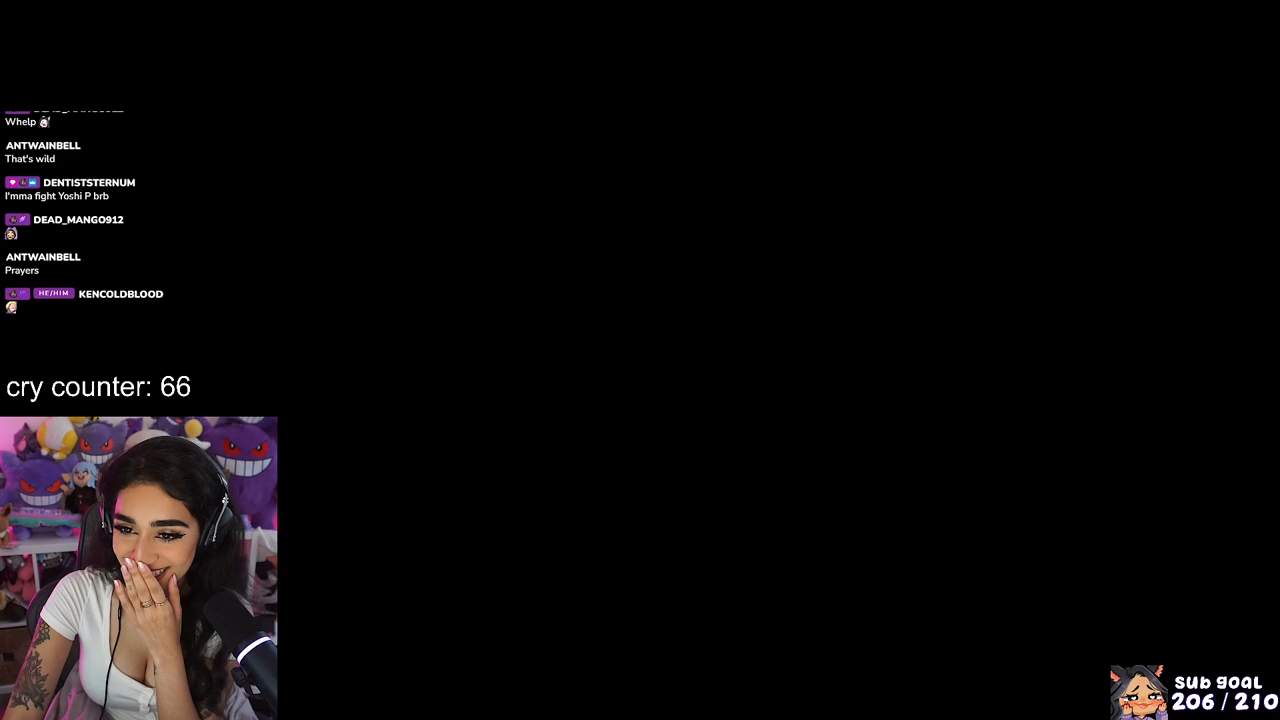 Whelp
ANTWAINBELL
That's wild
DENTISTSTERNUM
I'mma fight Yoshi P brb
DEAD_MANGO912
ANTWAINBELL
Prayers
HE/HIM KENCOLDBLOOD
cry counter: 66
sub goal
206 / 210